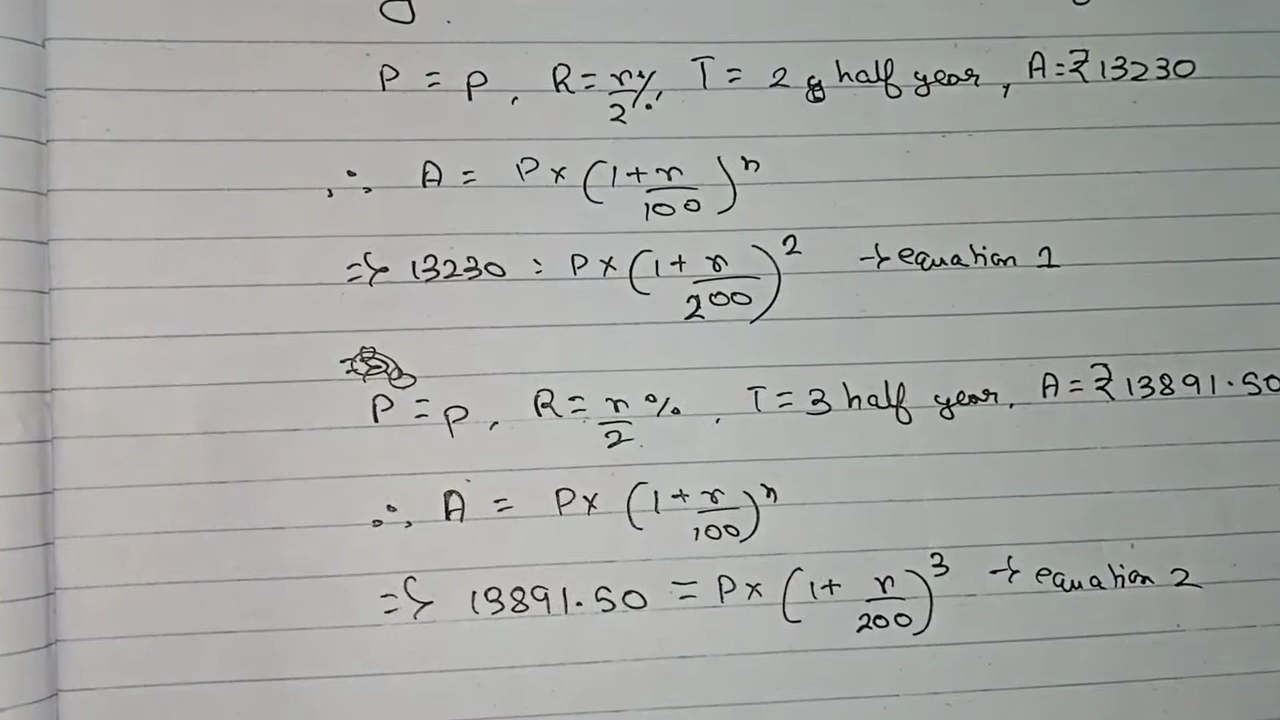 P = p, R = r/2 %, T = 2 half year, A = ₹13230
∴ A = P × (1 + r/100)^n
=> 13230 = P × (1 + r/200)^2 → equation 1
P = p, R = r/2 %, T = 3 half year, A = ₹13891.50
∴ A = P × (1 + r/100)^n
=> 13891.50 = P × (1 + r/200)^3 → equation 2